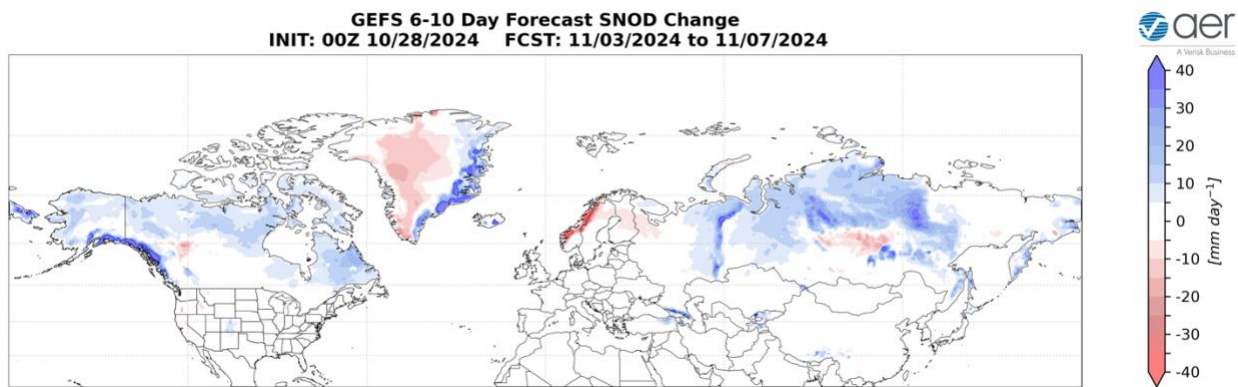 GEFS 6-10 Day Forecast SNOD Change
INIT: 00Z 10/28/2024 FCST: 11/03/2024 to 11/07/2024
aer
A Verisk Business
40
30
20
10
0
-10
-20
-30
-40
[mm day⁻¹]